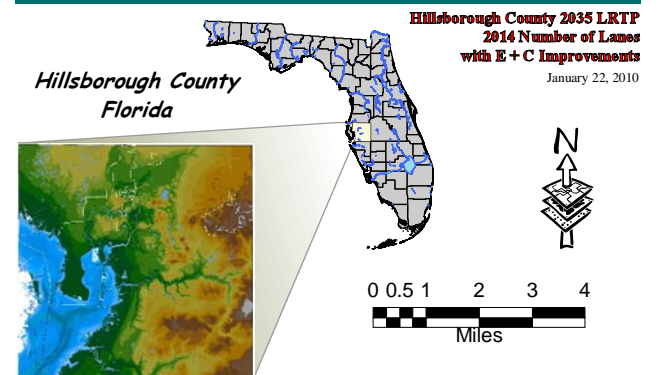 Hillsborough County 2035 LRTP
2014 Number of Lanes
with E + C Improvements
January 22, 2010
Hillsborough County
Florida
N
0 0.5 1 2 3 4
Miles